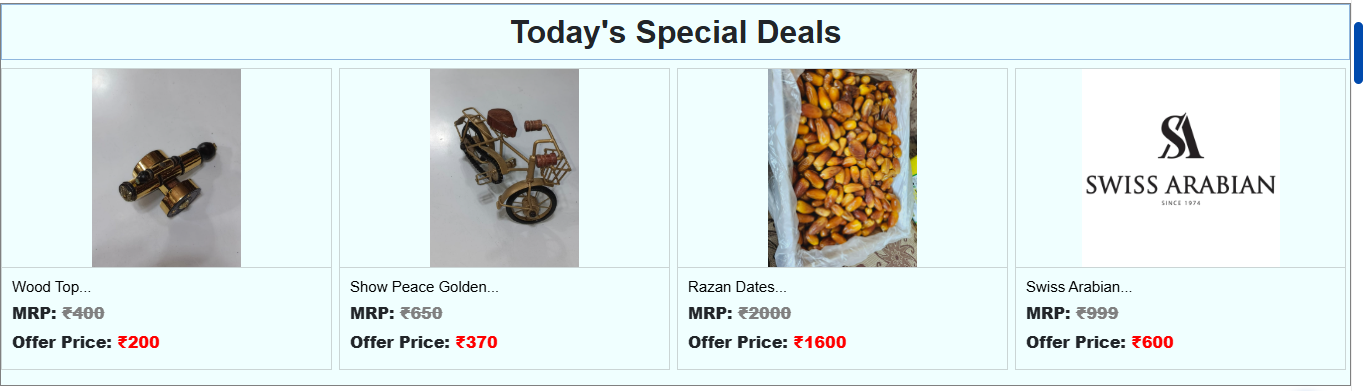 Today's Special Deals
Wood Top...
MRP: ₹400
Offer Price: ₹200
Show Peace Golden...
MRP: ₹650
Offer Price: ₹370
Razan Dates...
MRP: ₹2000
Offer Price: ₹1600
SA
SWISS ARABIAN
SINCE 1974
Swiss Arabian...
MRP: ₹999
Offer Price: ₹600